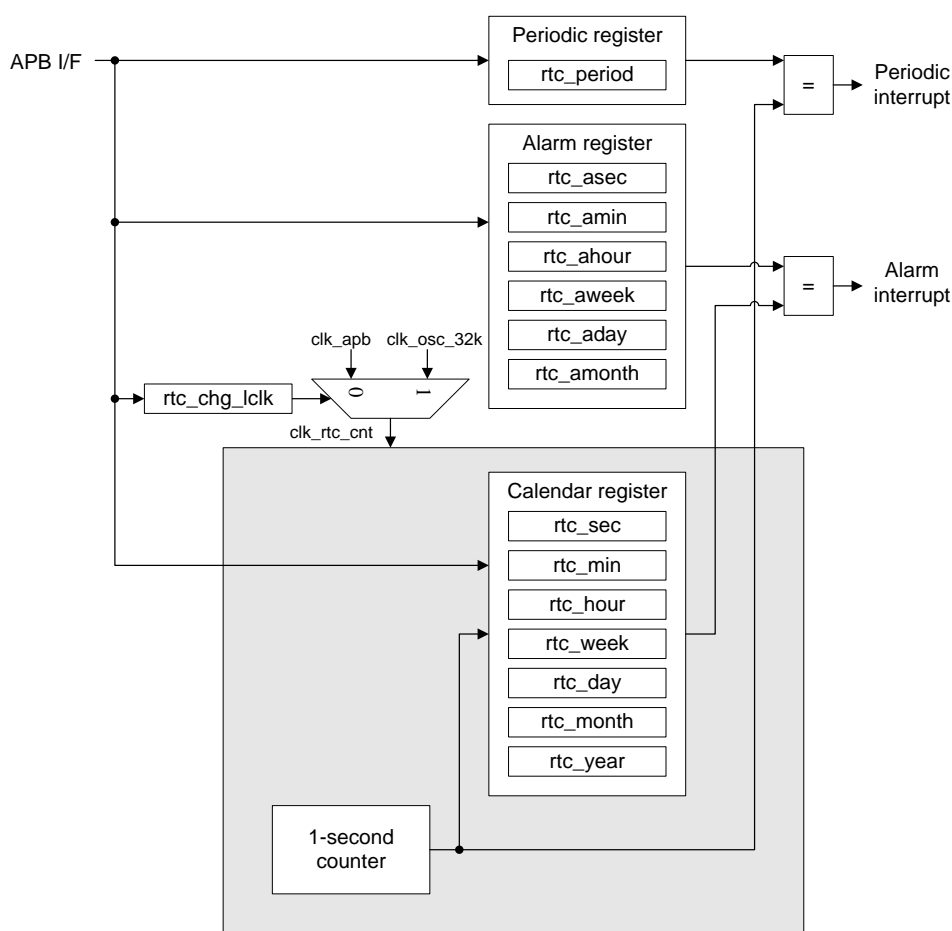 APB I/F
Periodic register
rtc_period
=
Periodic
interrupt
Alarm register
rtc_asec
rtc_amin
rtc_ahour
rtc_aweek
rtc_aday
rtc_amonth
=
Alarm
interrupt
clk_apb
clk_osc_32k
0
1
rtc_chg_lclk
clk_rtc_cnt
Calendar register
rtc_sec
rtc_min
rtc_hour
rtc_week
rtc_day
rtc_month
rtc_year
1-second
counter